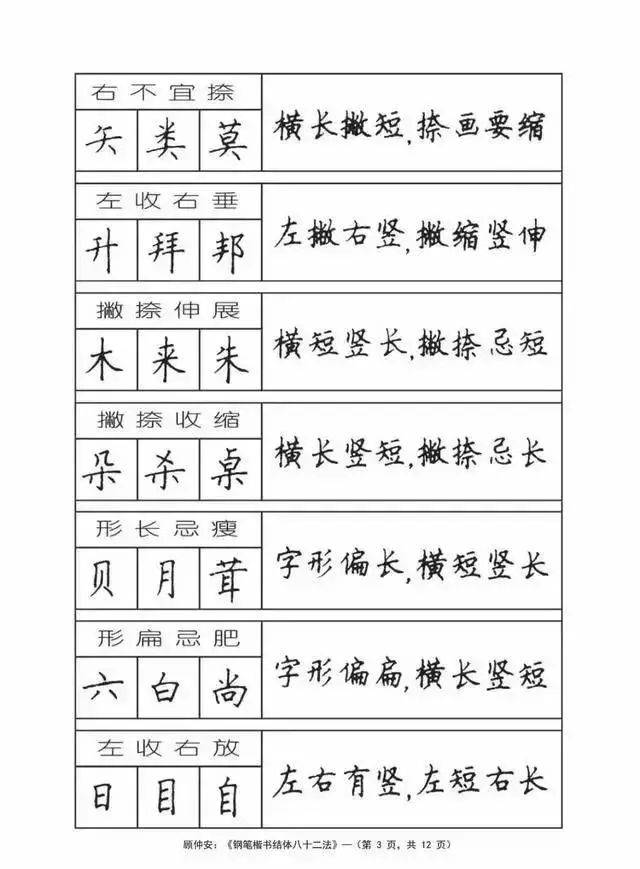 右不宜捺
横长撇短,捺画要缩
矢 类 莫
左收右垂
左撇右竖,撇缩竖伸
升 拜 邦
撇捺伸展
横短竖长,撇捺忌短
木 来 朱
撇捺收缩
横长竖短,撇捺忌长
朵 杀 桌
形长忌瘦
字形偏长,横短竖长
贝 月 茸
形扁忌肥
字形偏扁,横长竖短
六 白 尚
左收右放
左右有竖,左短右长
日 目 自
顾仲安:《钢笔楷书结体八十二法》—(第 3 页，共 12 页)